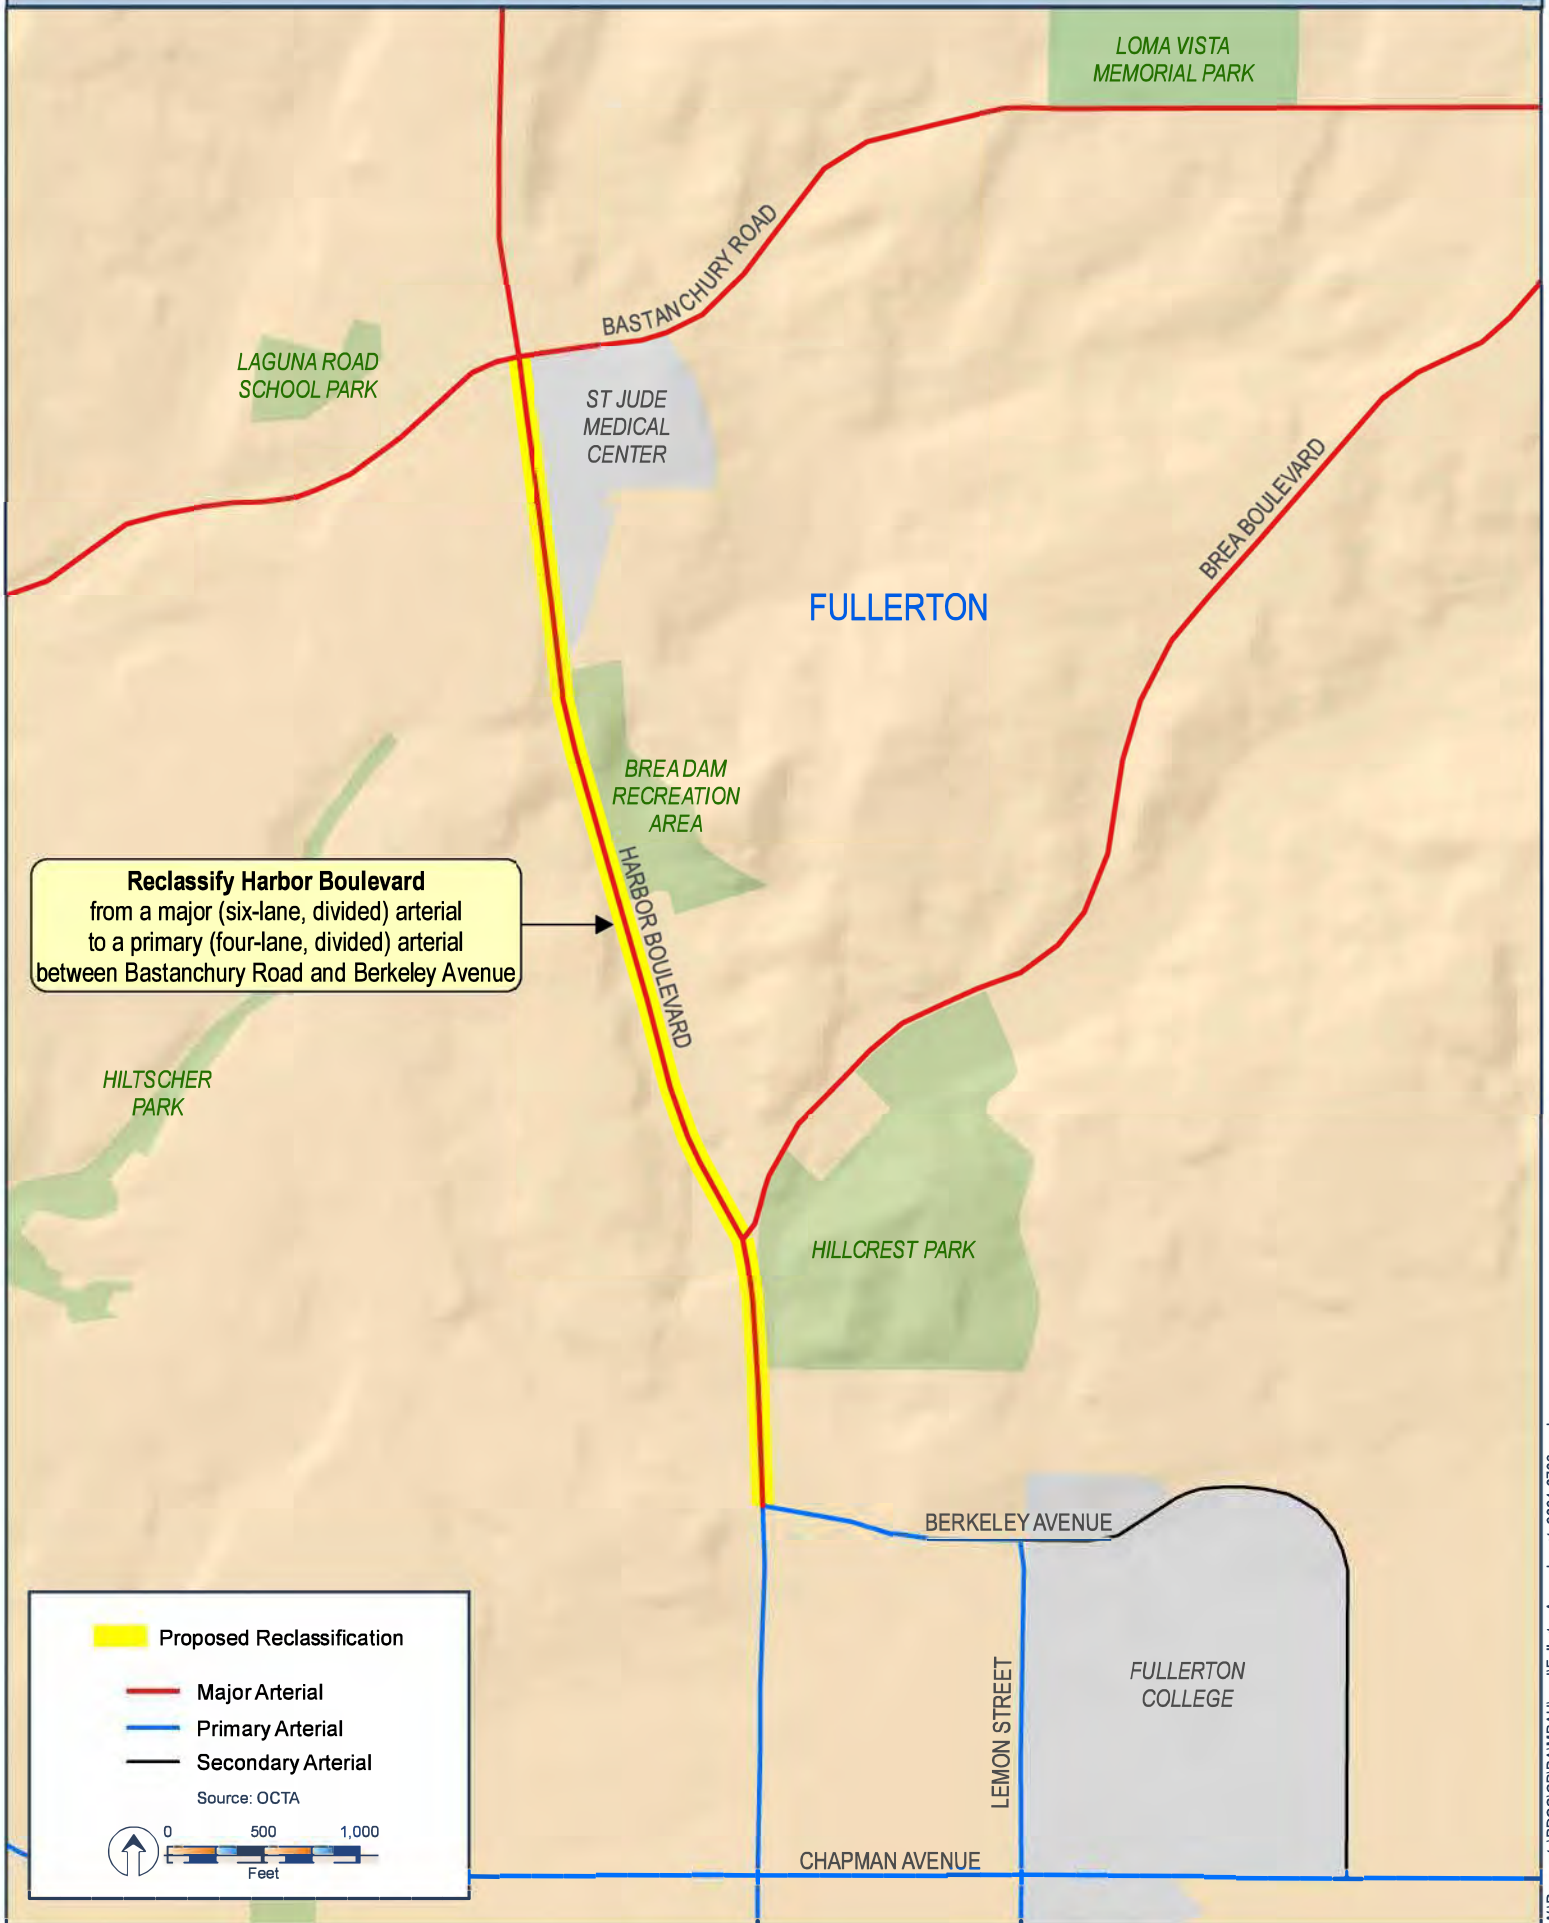 LOMA VISTA
MEMORIAL PARK
BASTANCHURY ROAD
LAGUNA ROAD
SCHOOL PARK
ST JUDE
MEDICAL
CENTER
BREA BOULEVARD
FULLERTON
BREA DAM
RECREATION
AREA
HARBOR BOULEVARD
Reclassify Harbor Boulevard
from a major (six-lane, divided) arterial
to a primary (four-lane, divided) arterial
between Bastanchury Road and Berkeley Avenue
HILTSCHER
PARK
HILLCREST PARK
BERKELEY AVENUE
FULLERTON
COLLEGE
LEMON STREET
CHAPMAN AVENUE
Proposed Reclassification
Major Arterial
Primary Arterial
Secondary Arterial
Source: OCTA
0 500 1,000
Feet